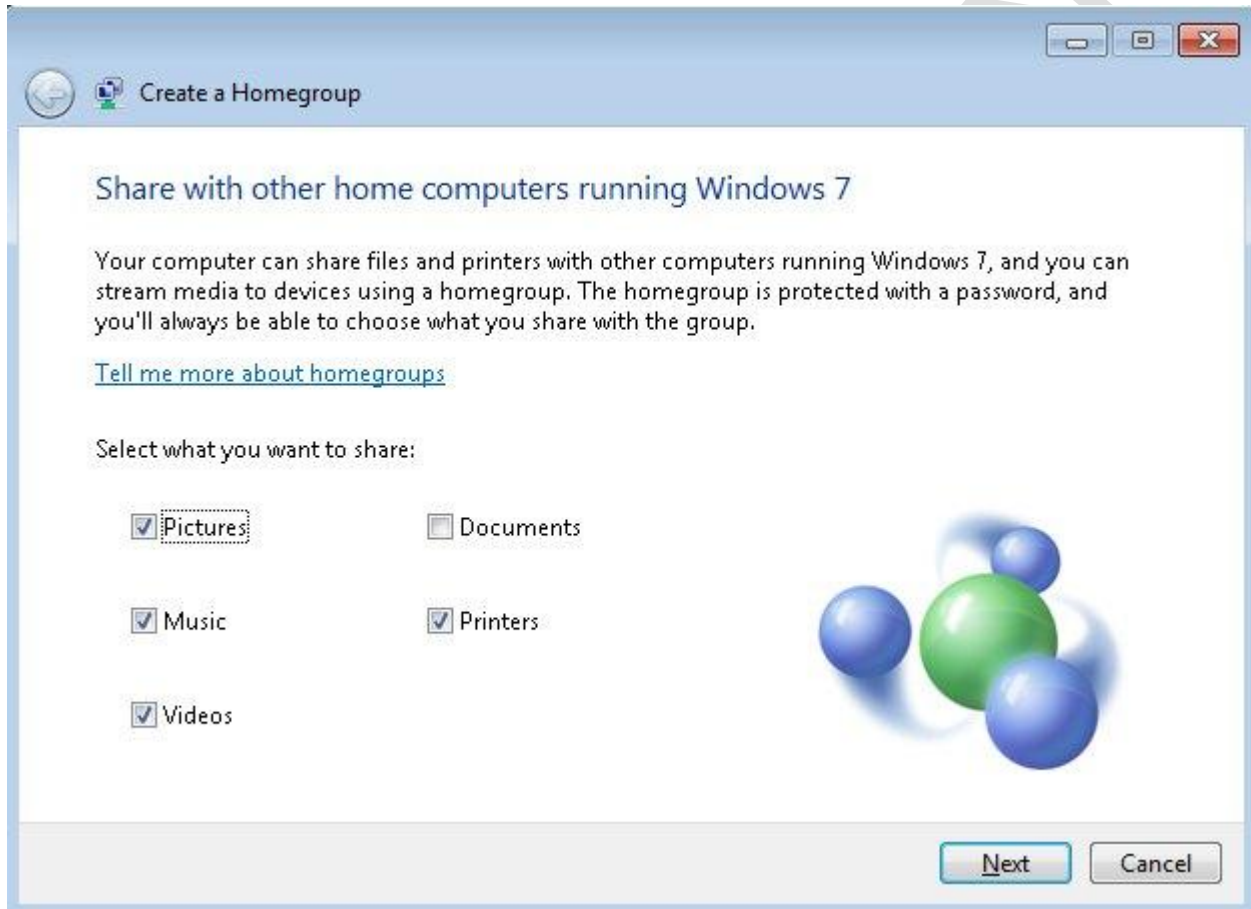 Create a Homegroup
Share with other home computers running Windows 7
Your computer can share files and printers with other computers running Windows 7, and you can
stream media to devices using a homegroup. The homegroup is protected with a password, and
you'll always be able to choose what you share with the group.
Tell me more about homegroups
Select what you want to share:
Pictures
Documents
Music
Printers
Videos
Next
Cancel